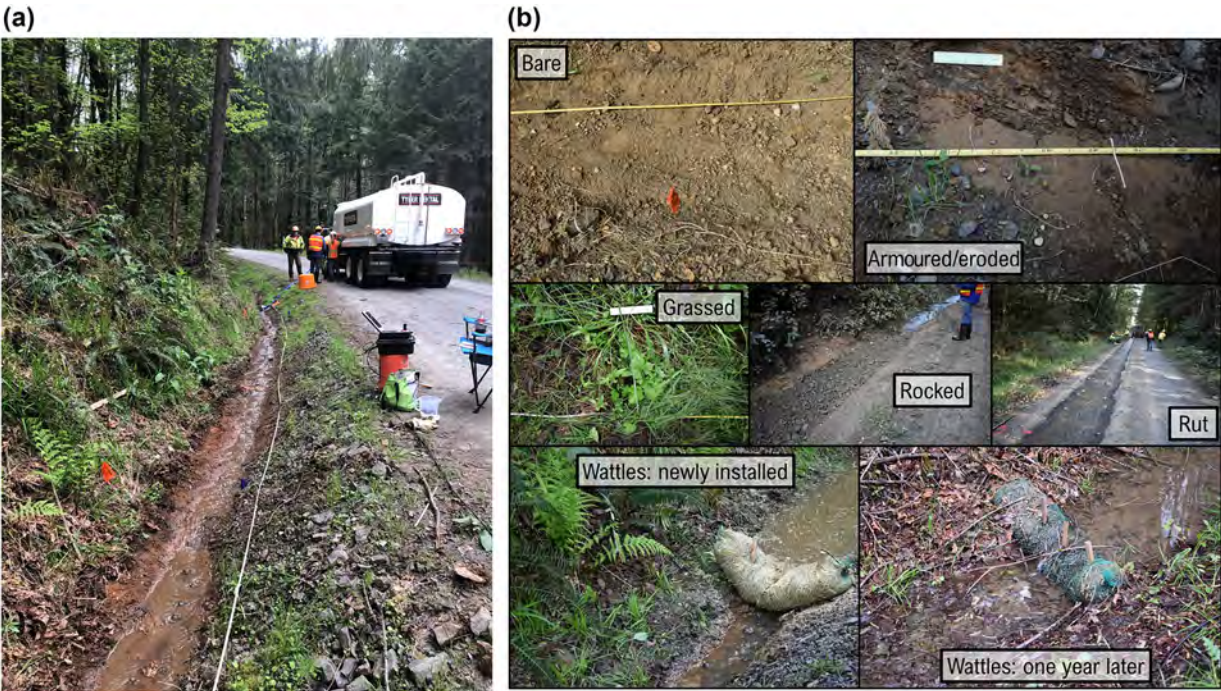 (a)
(b)
Bare
Armoured/eroded
Grassed
Rocked
Rut
Wattles: newly installed
Wattles: one year later